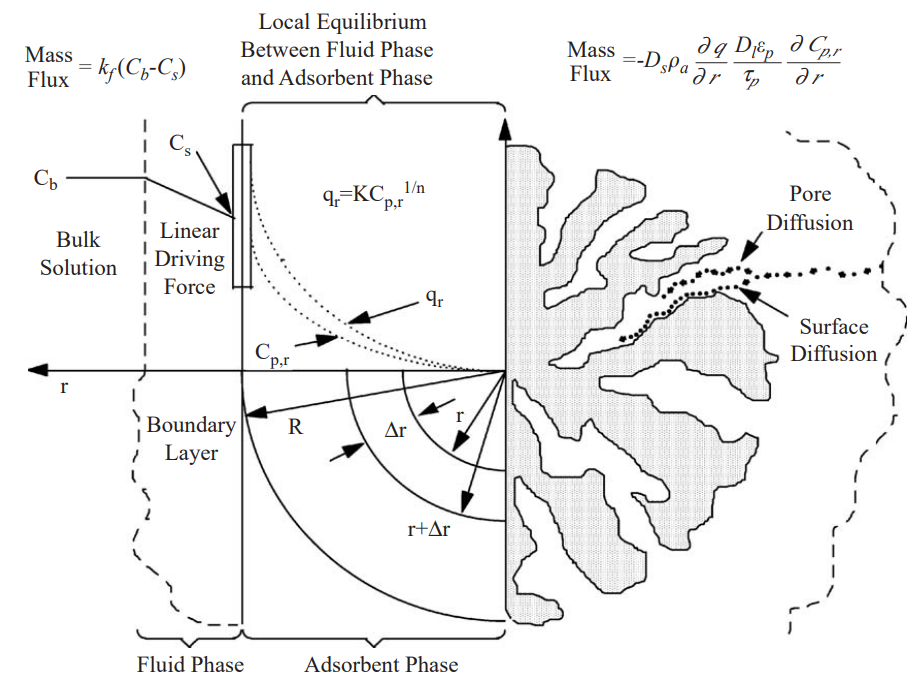 Local Equilibrium
Between Fluid Phase
and Adsorbent Phase
Mass Flux = k_f(C_b-C_s)
Mass Flux =-D_sρ_a ∂q/∂r D_lε_p/τ_p ∂C_p,r/∂r
C_s
C_b
q_r=KC_p,r^1/n
Bulk
Solution
Linear
Driving
Force
q_r
C_p,r
Pore
Diffusion
Surface
Diffusion
r
Boundary
Layer
R
Δr
r
r+Δr
Fluid Phase
Adsorbent Phase